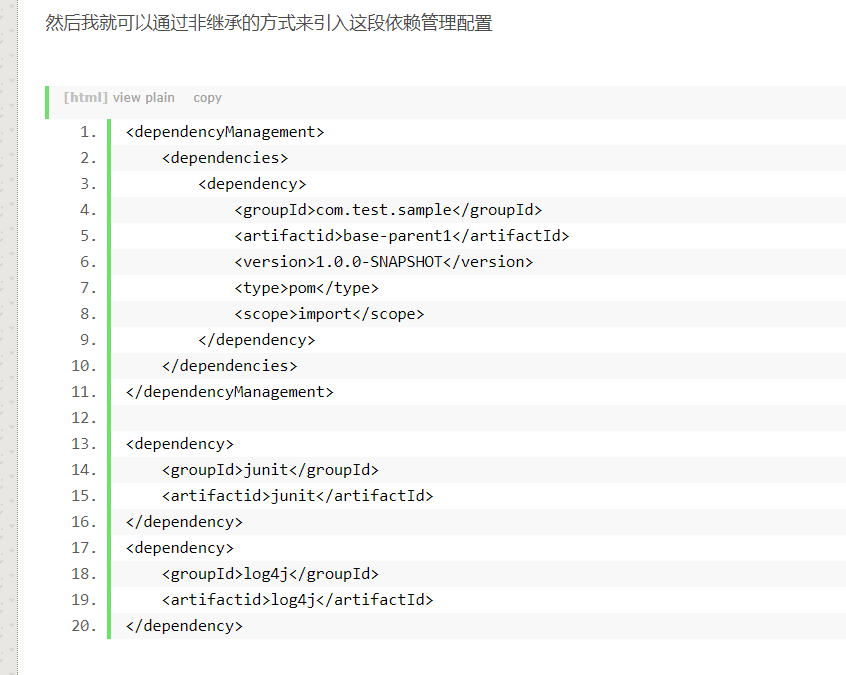 然后我就可以通过非继承的方式来引入这段依赖管理配置
[html] view plain copy
1. <dependencyManagement>
2.     <dependencies>
3.         <dependency>
4.             <groupId>com.test.sample</groupId>
5.             <artifactid>base-parent1</artifactId>
6.             <version>1.0.0-SNAPSHOT</version>
7.             <type>pom</type>
8.             <scope>import</scope>
9.         </dependency>
10.     </dependencies>
11. </dependencyManagement>
12.
13. <dependency>
14.     <groupId>junit</groupId>
15.     <artifactid>junit</artifactId>
16. </dependency>
17. <dependency>
18.     <groupId>log4j</groupId>
19.     <artifactid>log4j</artifactId>
20. </dependency>